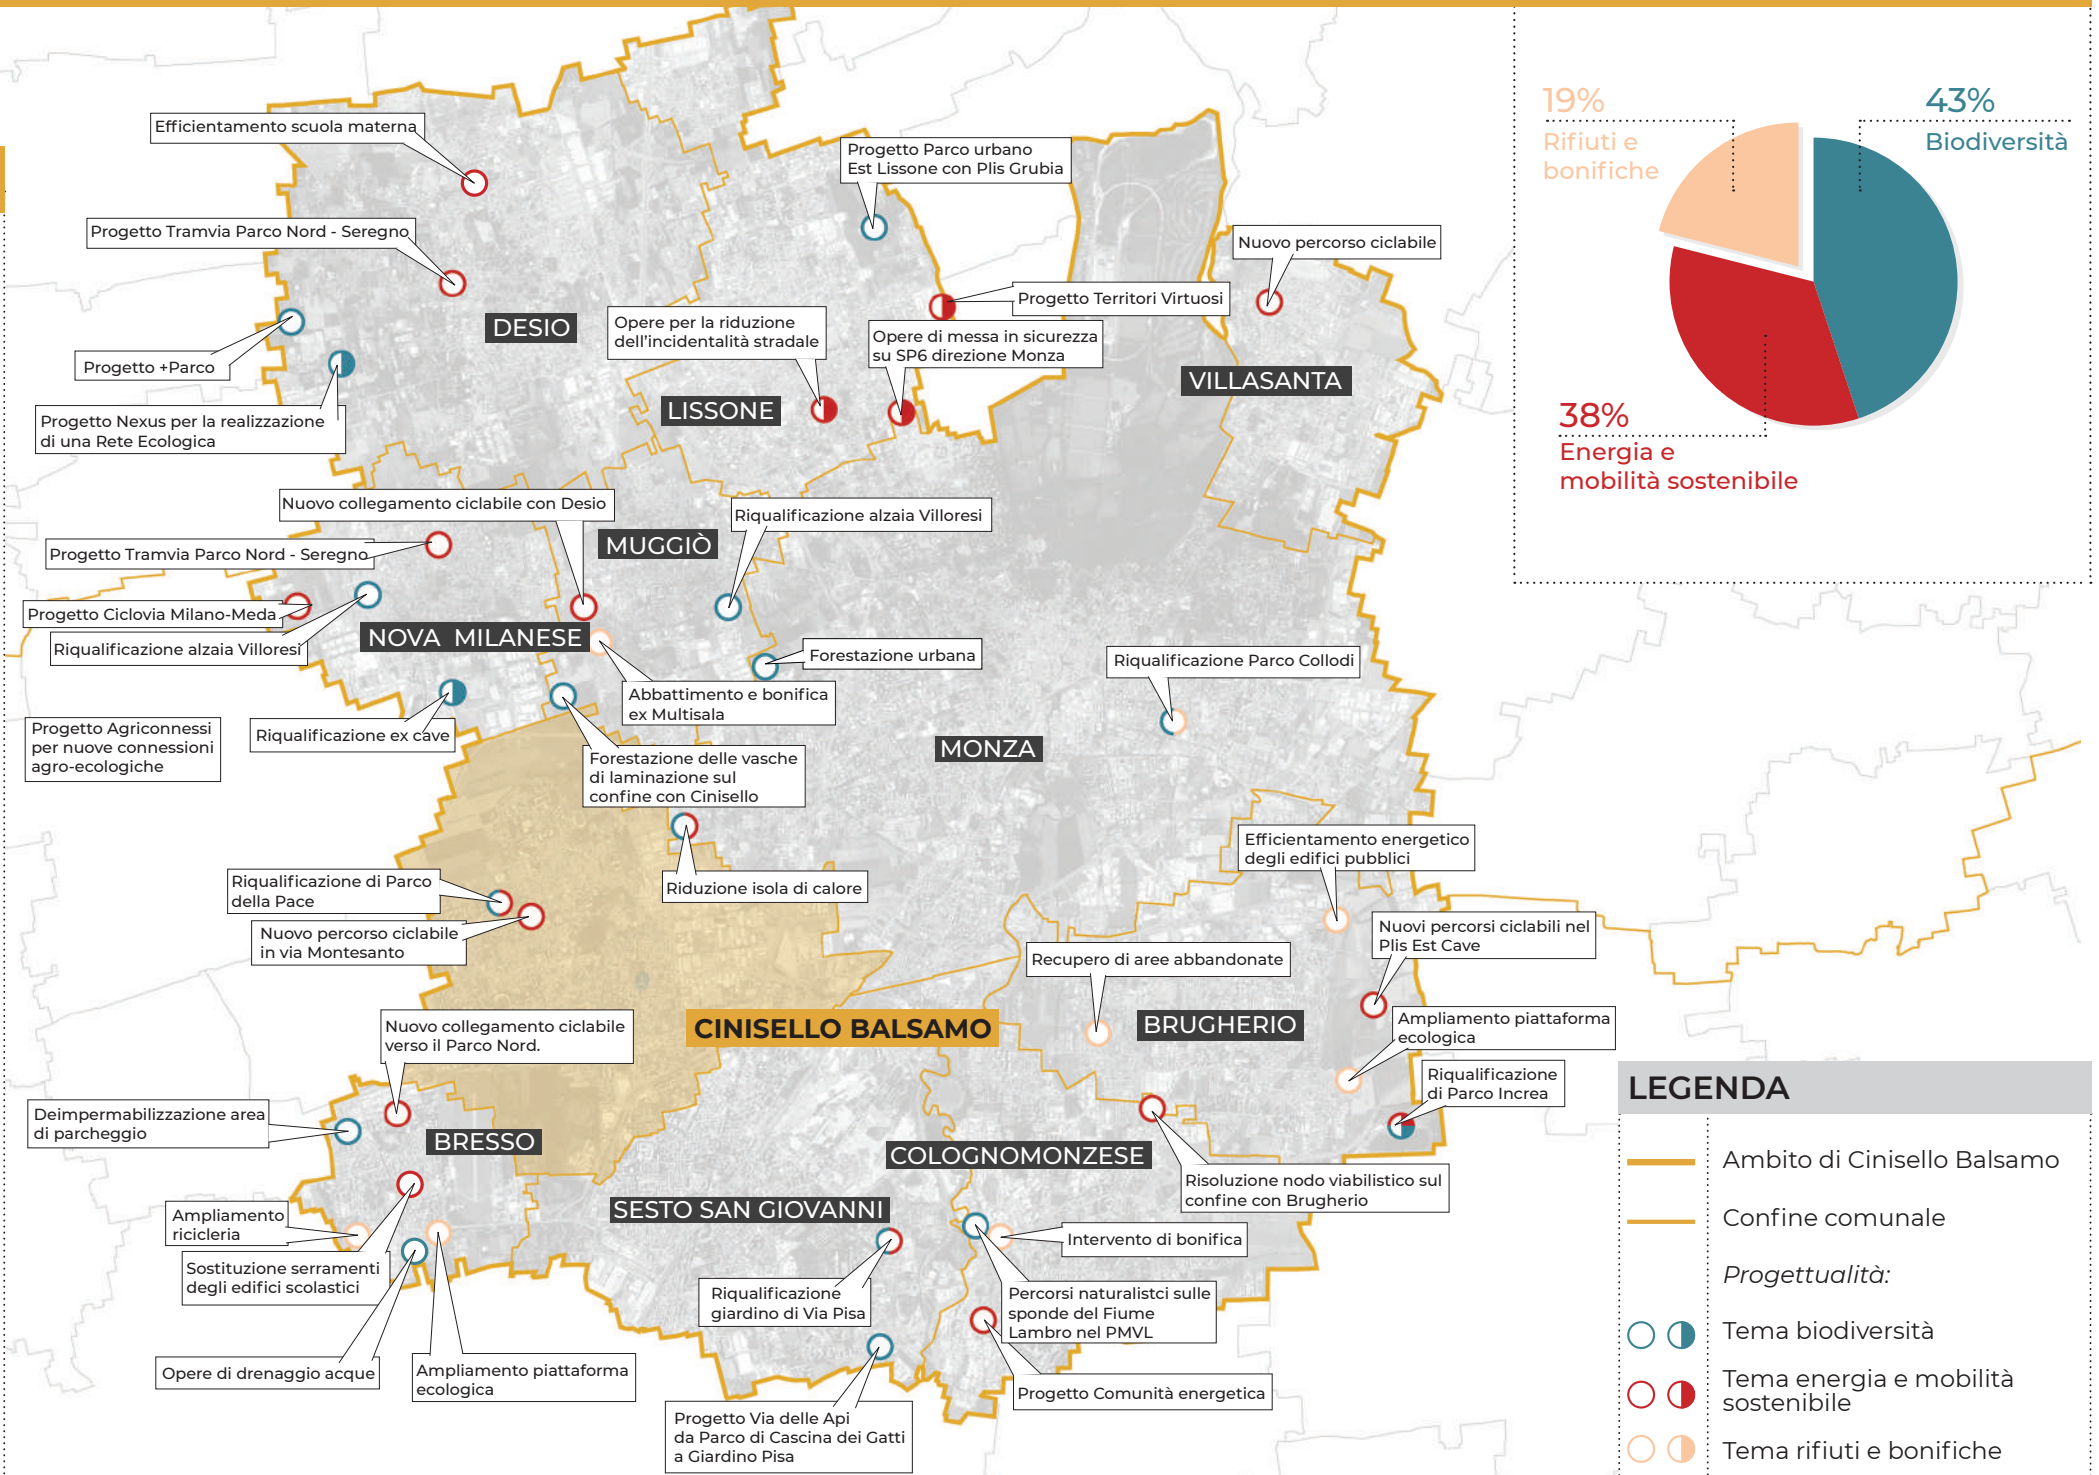 19%
Rifiuti e
bonifiche
43%
Biodiversità
38%
Energia e
mobilità sostenibile
Efficientamento scuola materna
Progetto Parco urbano
Est Lissone con Plis Grubia
Progetto Tramvia Parco Nord - Seregno
Nuovo percorso ciclabile
Progetto Territori Virtuosi
DESIO
Opere per la riduzione
dell'incidentalità stradale
Opere di messa in sicurezza
su SP6 direzione Monza
Progetto +Parco
VILLASANTA
LISSONE
Progetto Nexus per la realizzazione
di una Rete Ecologica
Nuovo collegamento ciclabile con Desio
Riqualificazione alzaia Villoresi
MUGGIÒ
Progetto Tramvia Parco Nord - Seregno
Progetto Ciclovia Milano-Meda
NOVA MILANESE
Riqualificazione alzaia Villoresi
Forestazione urbana
Riqualificazione Parco Collodi
Abbattimento e bonifica
ex Multisala
Progetto Agriconnessi
per nuove connessioni
agro-ecologiche
Riqualificazione ex cave
MONZA
Forestazione delle vasche
di laminazione sul
confine con Cinisello
Efficientamento energetico
degli edifici pubblici
Riqualificazione di Parco
della Pace
Riduzione isola di calore
Nuovo percorso ciclabile
in via Montesanto
Nuovi percorsi ciclabili nel
Plis Est Cave
Recupero di aree abbandonate
Nuovo collegamento ciclabile
verso il Parco Nord.
CINISELLO BALSAMO
BRUGHERIO
Ampliamento piattaforma
ecologica
Riqualificazione
di Parco Increa
Deimpermabilizzazione area
di parcheggio
BRESSO
COLOGNOMONZESE
Risoluzione nodo viabilistico sul
confine con Brugherio
SESTO SAN GIOVANNI
Ampliamento
ricicleria
Intervento di bonifica
Sostituzione serramenti
degli edifici scolastici
Riqualificazione
giardino di Via Pisa
Percorsi naturalistci sulle
sponde del Fiume
Lambro nel PMVL
Opere di drenaggio acque
Ampliamento piattaforma
ecologica
Progetto Comunità energetica
Progetto Via delle Api
da Parco di Cascina dei Gatti
a Giardino Pisa
LEGENDA
Ambito di Cinisello Balsamo
Confine comunale
Progettualità:
Tema biodiversità
Tema energia e mobilità
sostenibile
Tema rifiuti e bonifiche